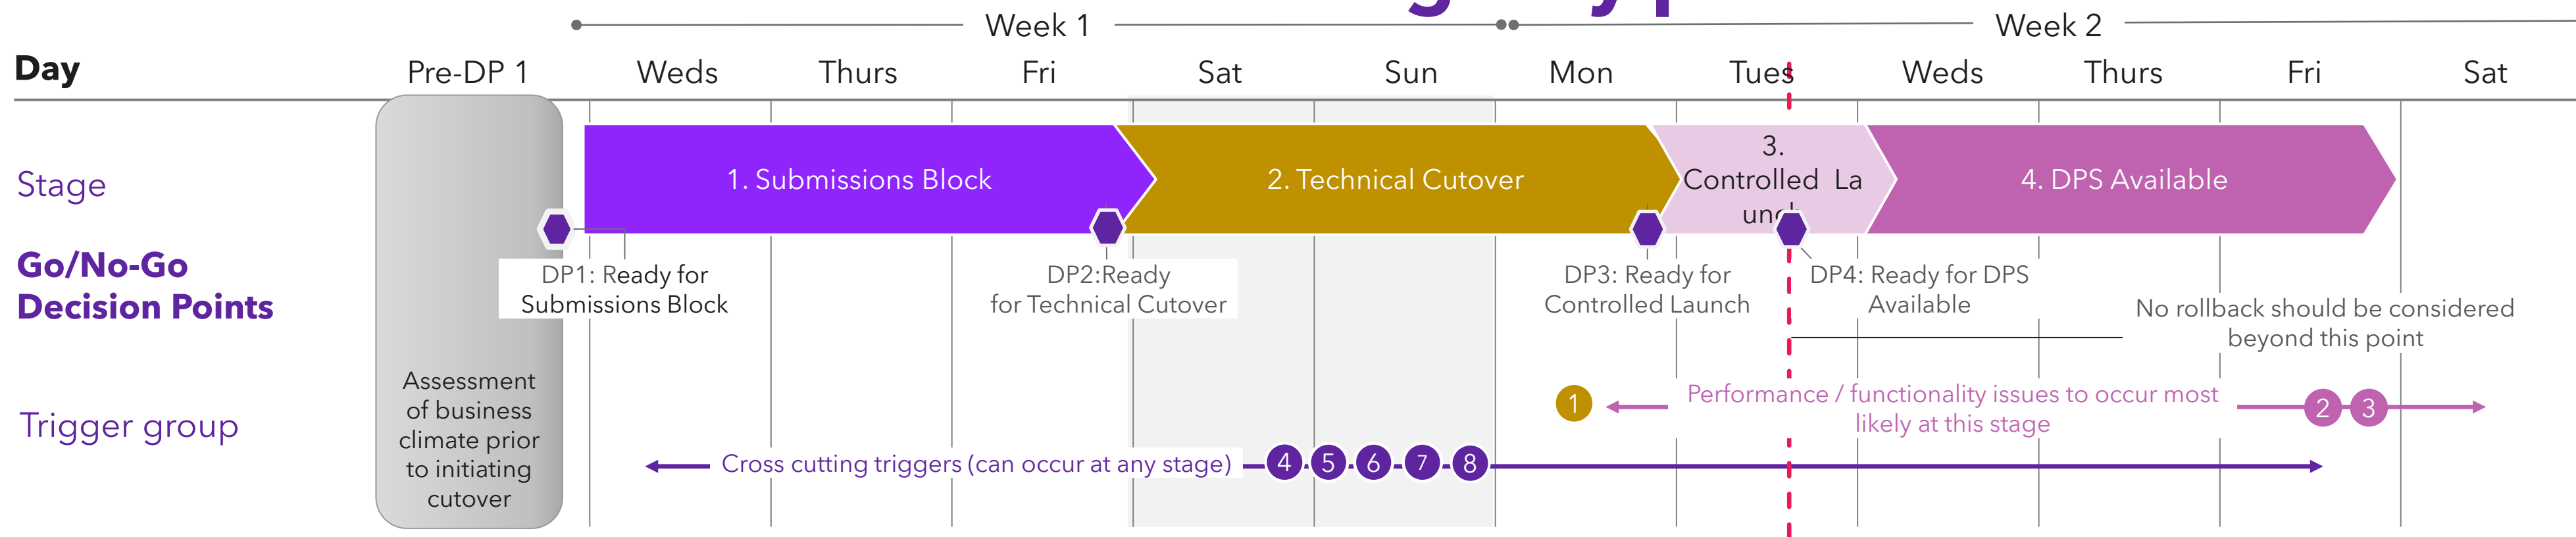 Week 1
Week 2
Day
Pre-DP 1
Weds
Thurs
Fri
Sat
Sun
Mon
Tues
Weds
Thurs
Fri
Sat
Stage
1. Submissions Block
2. Technical Cutover
3.
Controlled La
unch
4. DPS Available
Go/No-Go
Decision Points
DP1: Ready for
Submissions Block
DP2:Ready
for Technical Cutover
DP3: Ready for
Controlled Launch
DP4: Ready for DPS
Available
No rollback should be considered
beyond this point
Assessment
of business
climate prior
to initiating
cutover
Trigger group
1
Performance / functionality issues to occur most
likely at this stage
2
3
Cross cutting triggers (can occur at any stage)
4
5
6
7
8